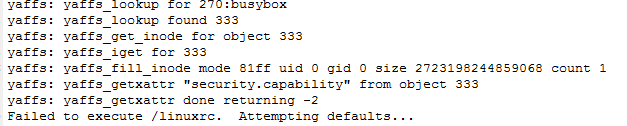 yaffs: yaffs_lookup for 270:busybox
yaffs: yaffs_lookup found 333
yaffs: yaffs_get_inode for object 333
yaffs: yaffs_iget for 333
yaffs: yaffs_fill_inode mode 81ff uid 0 gid 0 size 2723198244859068 count 1
yaffs: yaffs_getxattr "security.capability" from object 333
yaffs: yaffs_getxattr done returning -2
Failed to execute /linuxrc.  Attempting defaults...